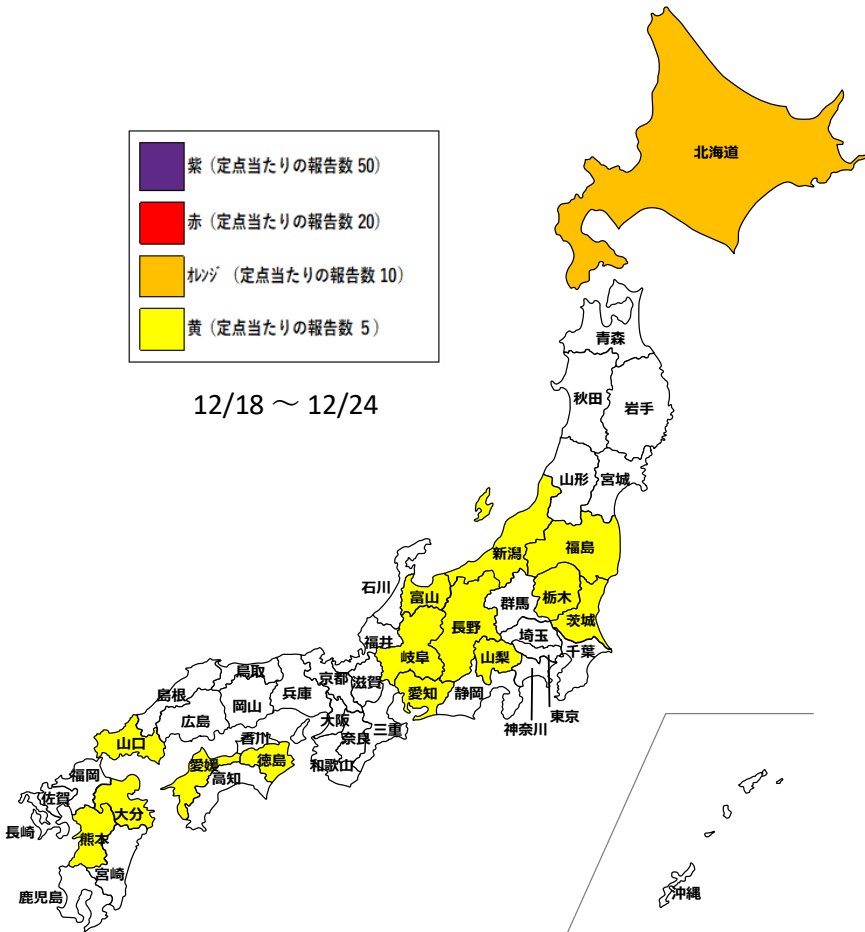 北海道
紫（定点当たりの報告数 50）
赤（定点当たりの報告数 20）
オレンジ（定点当たりの報告数 10）
黄（定点当たりの報告数 5）
12/18 ～ 12/24
青森
秋田
岩手
山形
宮城
新潟
福島
石川
富山
群馬
栃木
茨城
長野
埼玉
福井
岐阜
山梨
千葉
鳥取
京都
滋賀
愛知
静岡
島根
兵庫
岡山
広島
大阪
東京
神奈川
三重
奈良
香川
山口
和歌山
愛媛
徳島
高知
福岡
佐賀
大分
長崎
熊本
宮崎
鹿児島
沖縄